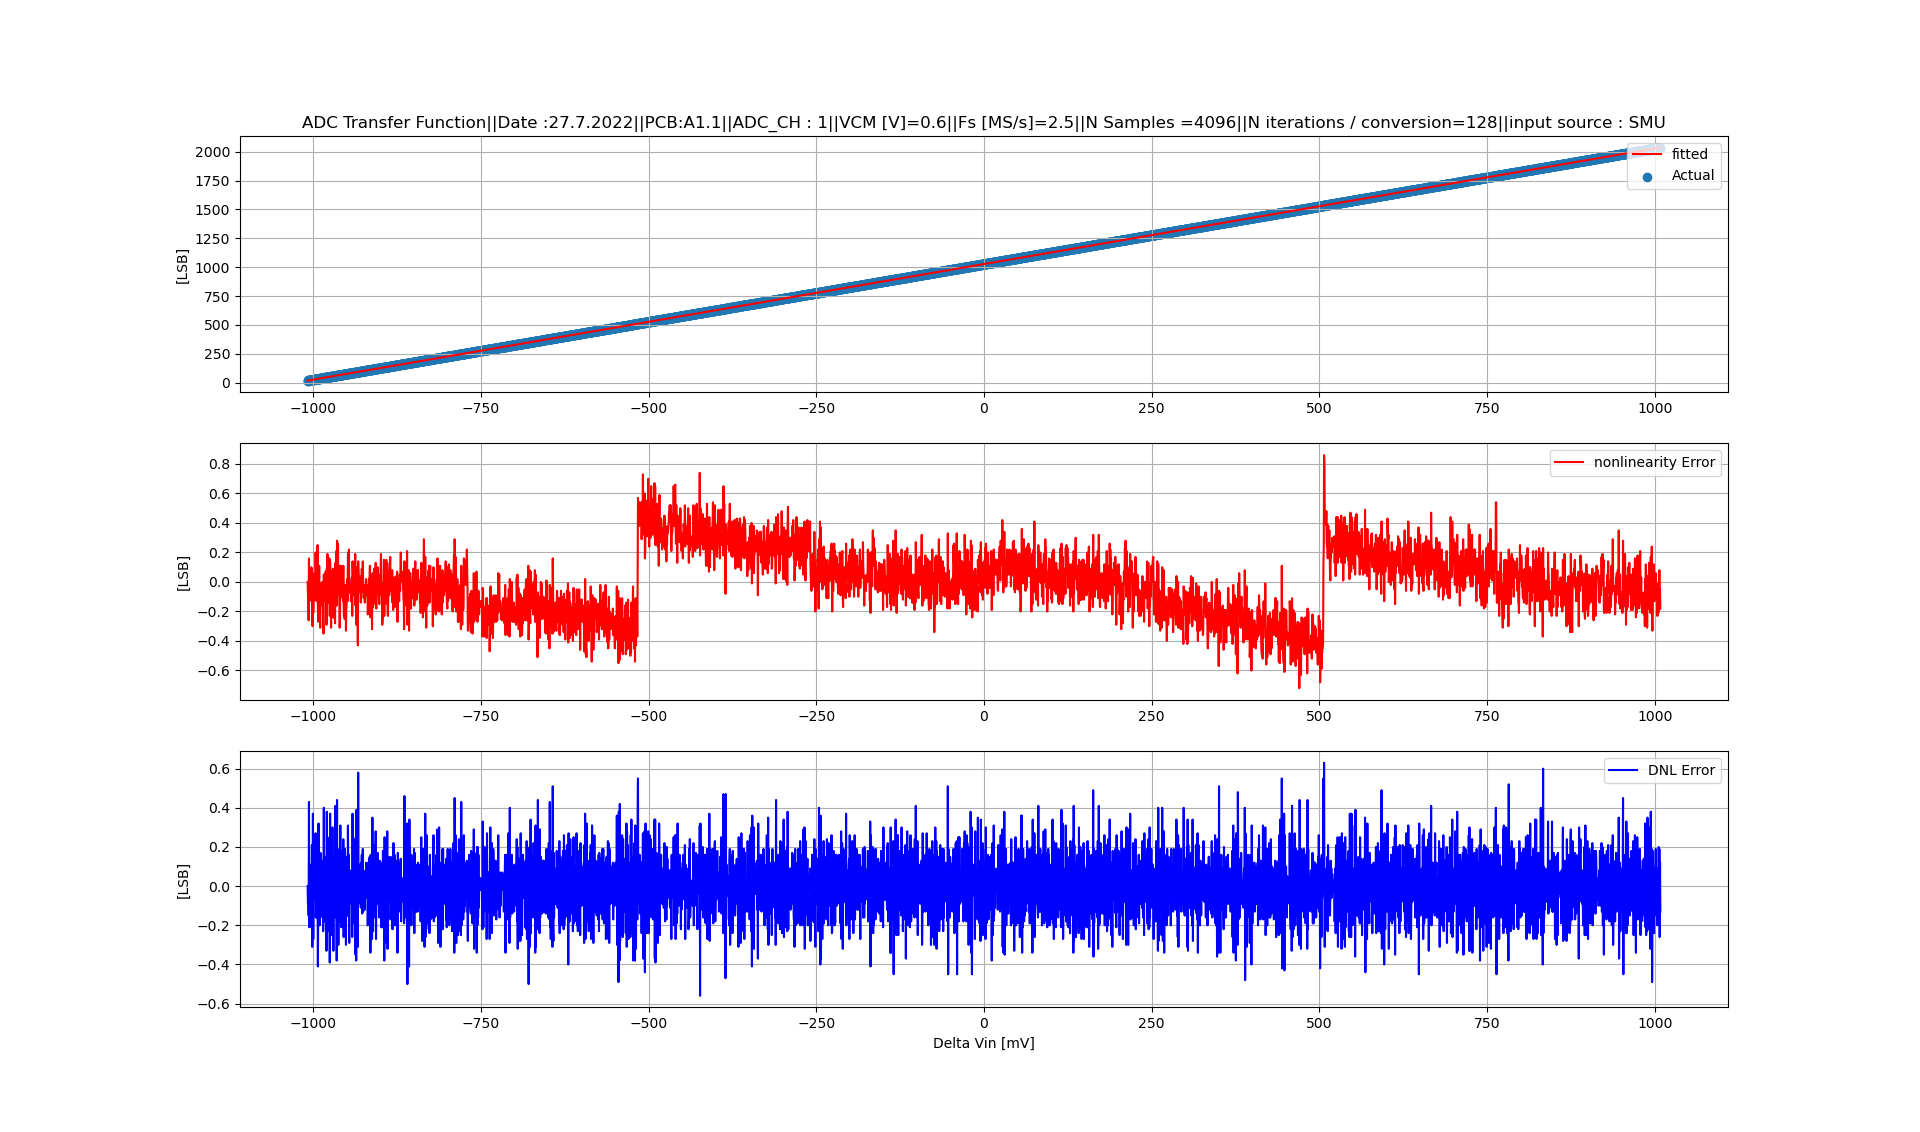 ADC Transfer Function||Date :27.7.2022||PCB:A1.1||ADC_CH : 1||VCM [V]=0.6||Fs [MS/s]=2.5||N Samples =4096||N iterations / conversion=128||input source : SMU
2000
1750
1500
1250
1000
750
500
250
0
[LSB]
fitted
Actual
−1000 −750 −500 −250 0 250 500 750 1000
0.8
0.6
0.4
0.2
0.0
−0.2
−0.4
−0.6
[LSB]
nonlinearity Error
−1000 −750 −500 −250 0 250 500 750 1000
0.6
0.4
0.2
0.0
−0.2
−0.4
−0.6
[LSB]
DNL Error
−1000 −750 −500 −250 0 250 500 750 1000
Delta Vin [mV]